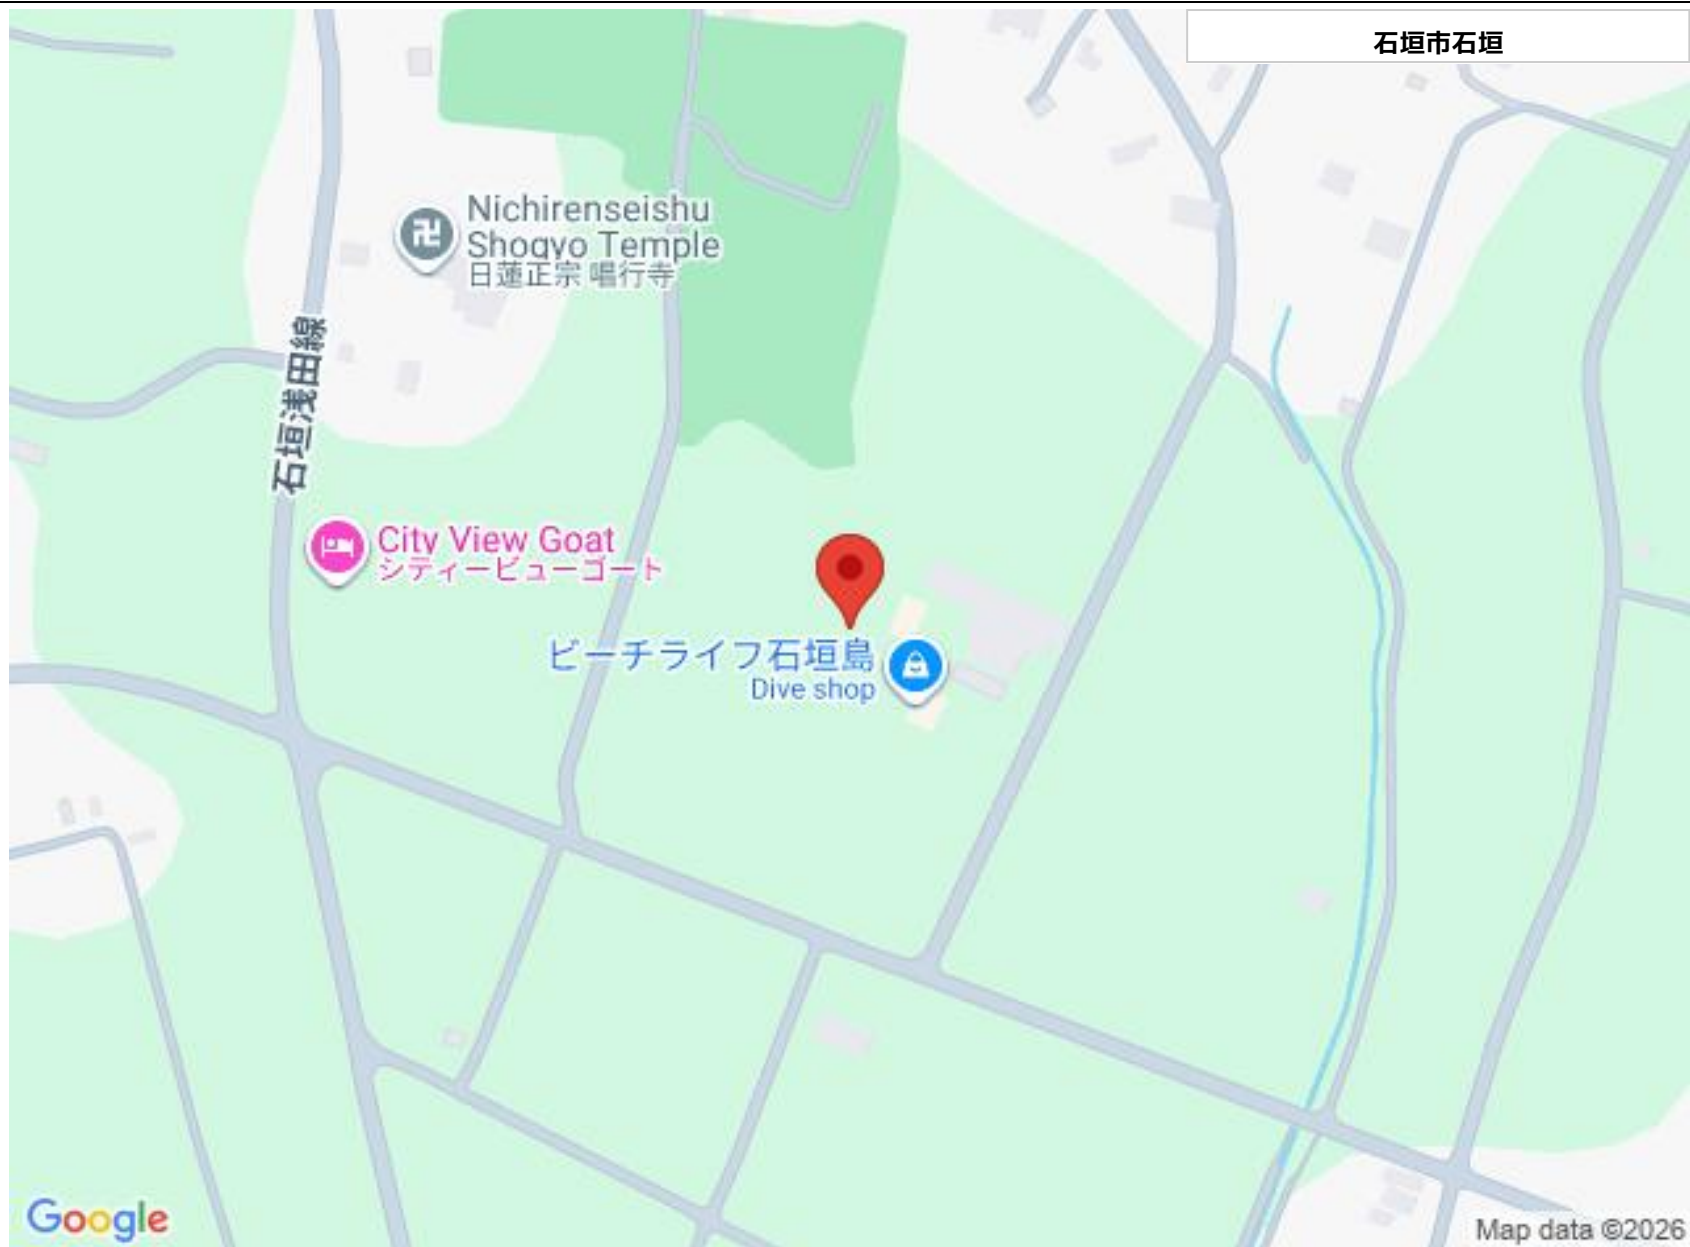 石垣市石垣
Nichirenseishu
Shogyo Temple
日蓮正宗 唱行寺
石垣浅田線
City View Goat
シティービューゴート
ビーチライフ石垣島
Dive shop
Google
Map data ©2026